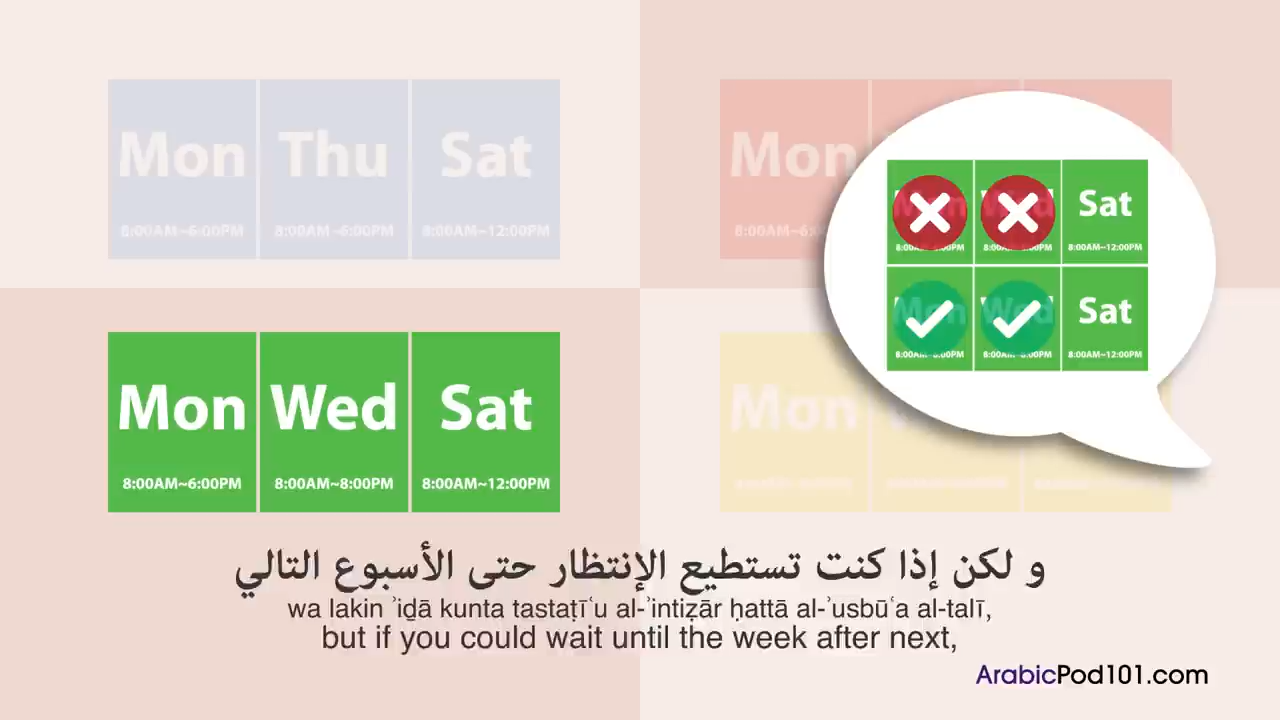 Mon Thu Sat
8:00AM~6:00PM 8:00AM~6:00PM 8:00AM~12:00PM
Mon
Sat
8:00AM~12:00PM
Sat
8:00AM~12:00PM
Mon Wed Sat
8:00AM~6:00PM 8:00AM~8:00PM 8:00AM~12:00PM
Mon
و لكن إذا كنت تستطيع الإنتظار حتى الأسبوع التالي
wa lakin ʾiḏā kunta tastaṭīʿu al-ʾintiẓār ḥattā al-ʾusbūʿa al-talī,
but if you could wait until the week after next,
ArabicPod101.com